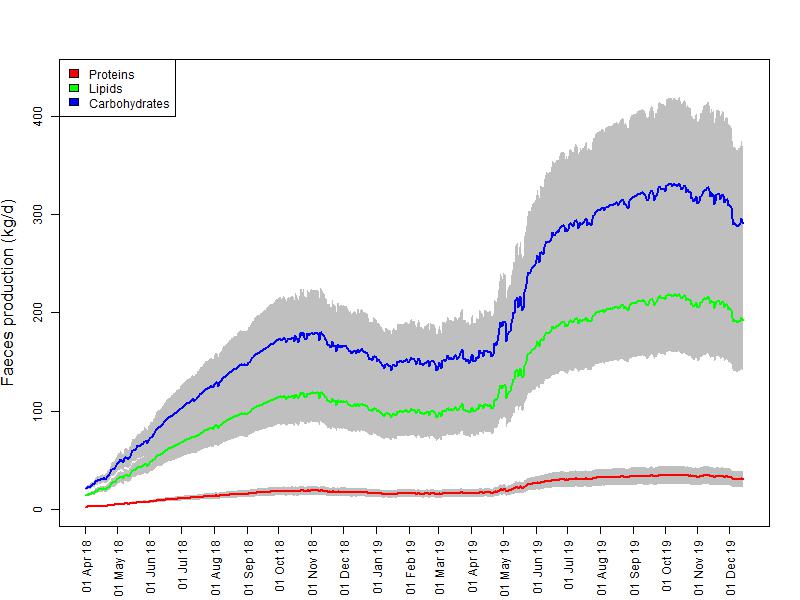 Proteins
Lipids
Carbohydrates
Faeces production (kg/d)
400
300
200
100
0
01 Apr 18
01 May 18
01 Jun 18
01 Jul 18
01 Aug 18
01 Sep 18
01 Oct 18
01 Nov 18
01 Dec 18
01 Jan 19
01 Feb 19
01 Mar 19
01 Apr 19
01 May 19
01 Jun 19
01 Jul 19
01 Aug 19
01 Sep 19
01 Oct 19
01 Nov 19
01 Dec 19